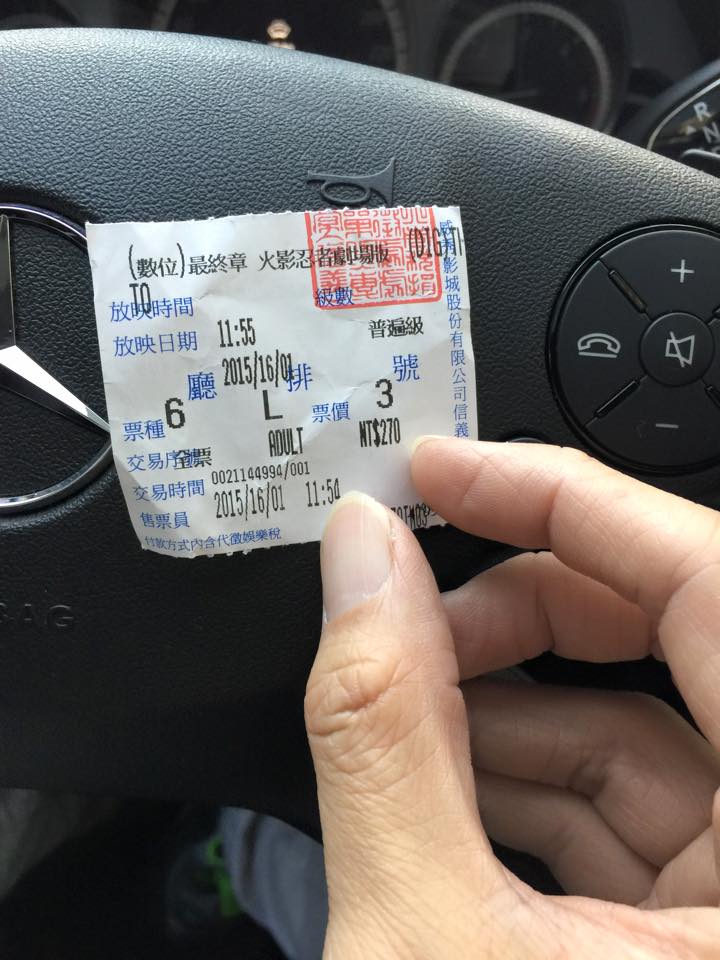 (數位)最終章 火影忍者劇場版 (DIG)TH
TO
放映時間
級數
放映日期 11:55 普遍級
2015/16/01
廳 排 號
6 L 3
票種 票價
ADULT NT$270
交易序號 全票
0021144994/001
交易時間 2015/16/01 11:54
售票員
付款方式內含代徵娛樂稅
威秀影城股份有限公司信義
R
N
+
−